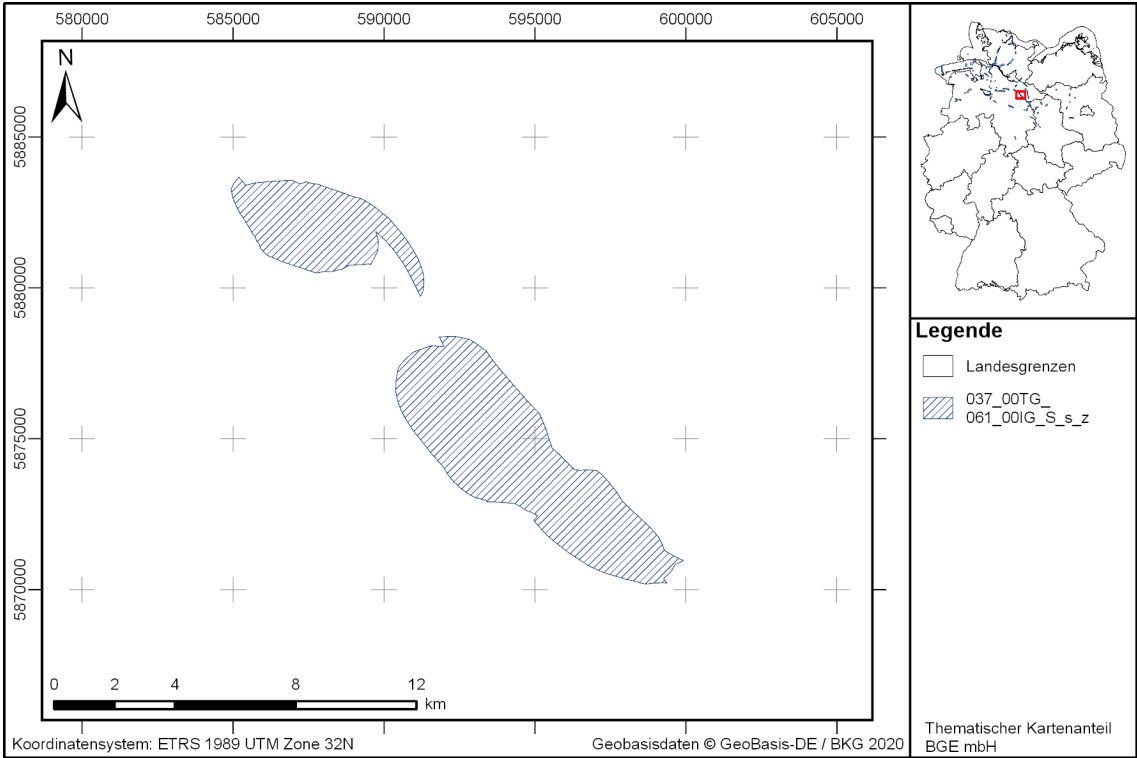 580000 585000 590000 595000 600000 605000
N
5885000
5880000
5875000
5870000
0 2 4 8 12
km
Koordinatensystem: ETRS 1989 UTM Zone 32N
Geobasisdaten © GeoBasis-DE / BKG 2020
Legende
Landesgrenzen
037_00TG_
061_00IG_S_s_z
Thematischer Kartenanteil
BGE mbH